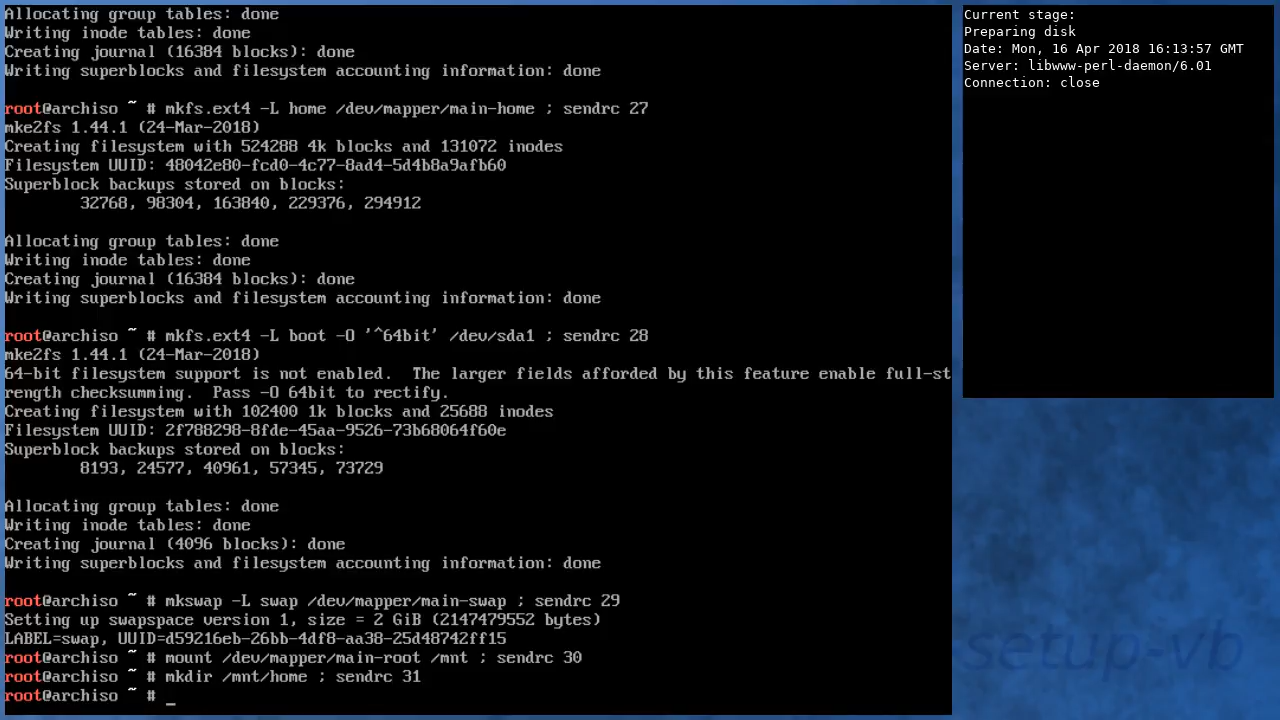 Allocating group tables: done
Writing inode tables: done
Creating journal (16384 blocks): done
Writing superblocks and filesystem accounting information: done
root@archiso ~ # mkfs.ext4 -L home /dev/mapper/main-home ; sendrc 27
mke2fs 1.44.1 (24-Mar-2018)
Creating filesystem with 524288 4k blocks and 131072 inodes
Filesystem UUID: 48042e80-fcd0-4c77-8ad4-5d4b8a9afb60
Superblock backups stored on blocks:
32768, 98304, 163840, 229376, 294912
Allocating group tables: done
Writing inode tables: done
Creating journal (16384 blocks): done
Writing superblocks and filesystem accounting information: done
root@archiso ~ # mkfs.ext4 -L boot -O '^64bit' /dev/sda1 ; sendrc 28
mke2fs 1.44.1 (24-Mar-2018)
64-bit filesystem support is not enabled.  The larger fields afforded by this feature enable full-st
rength checksumming.  Pass -O 64bit to rectify.
Creating filesystem with 102400 1k blocks and 25688 inodes
Filesystem UUID: 2f788298-8fde-45aa-9526-73b68064f60e
Superblock backups stored on blocks:
8193, 24577, 40961, 57345, 73729
Allocating group tables: done
Writing inode tables: done
Creating journal (4096 blocks): done
Writing superblocks and filesystem accounting information: done
root@archiso ~ # mkswap -L swap /dev/mapper/main-swap ; sendrc 29
Setting up swapspace version 1, size = 2 GiB (2147479552 bytes)
LABEL=swap, UUID=d59216eb-26bb-4df8-aa38-25d48742ff15
root@archiso ~ # mount /dev/mapper/main-root /mnt ; sendrc 30
root@archiso ~ # mkdir /mnt/home ; sendrc 31
root@archiso ~ # _
Current stage:
Preparing disk
Date: Mon, 16 Apr 2018 16:13:57 GMT
Server: libwww-perl-daemon/6.01
Connection: close
setup-vb